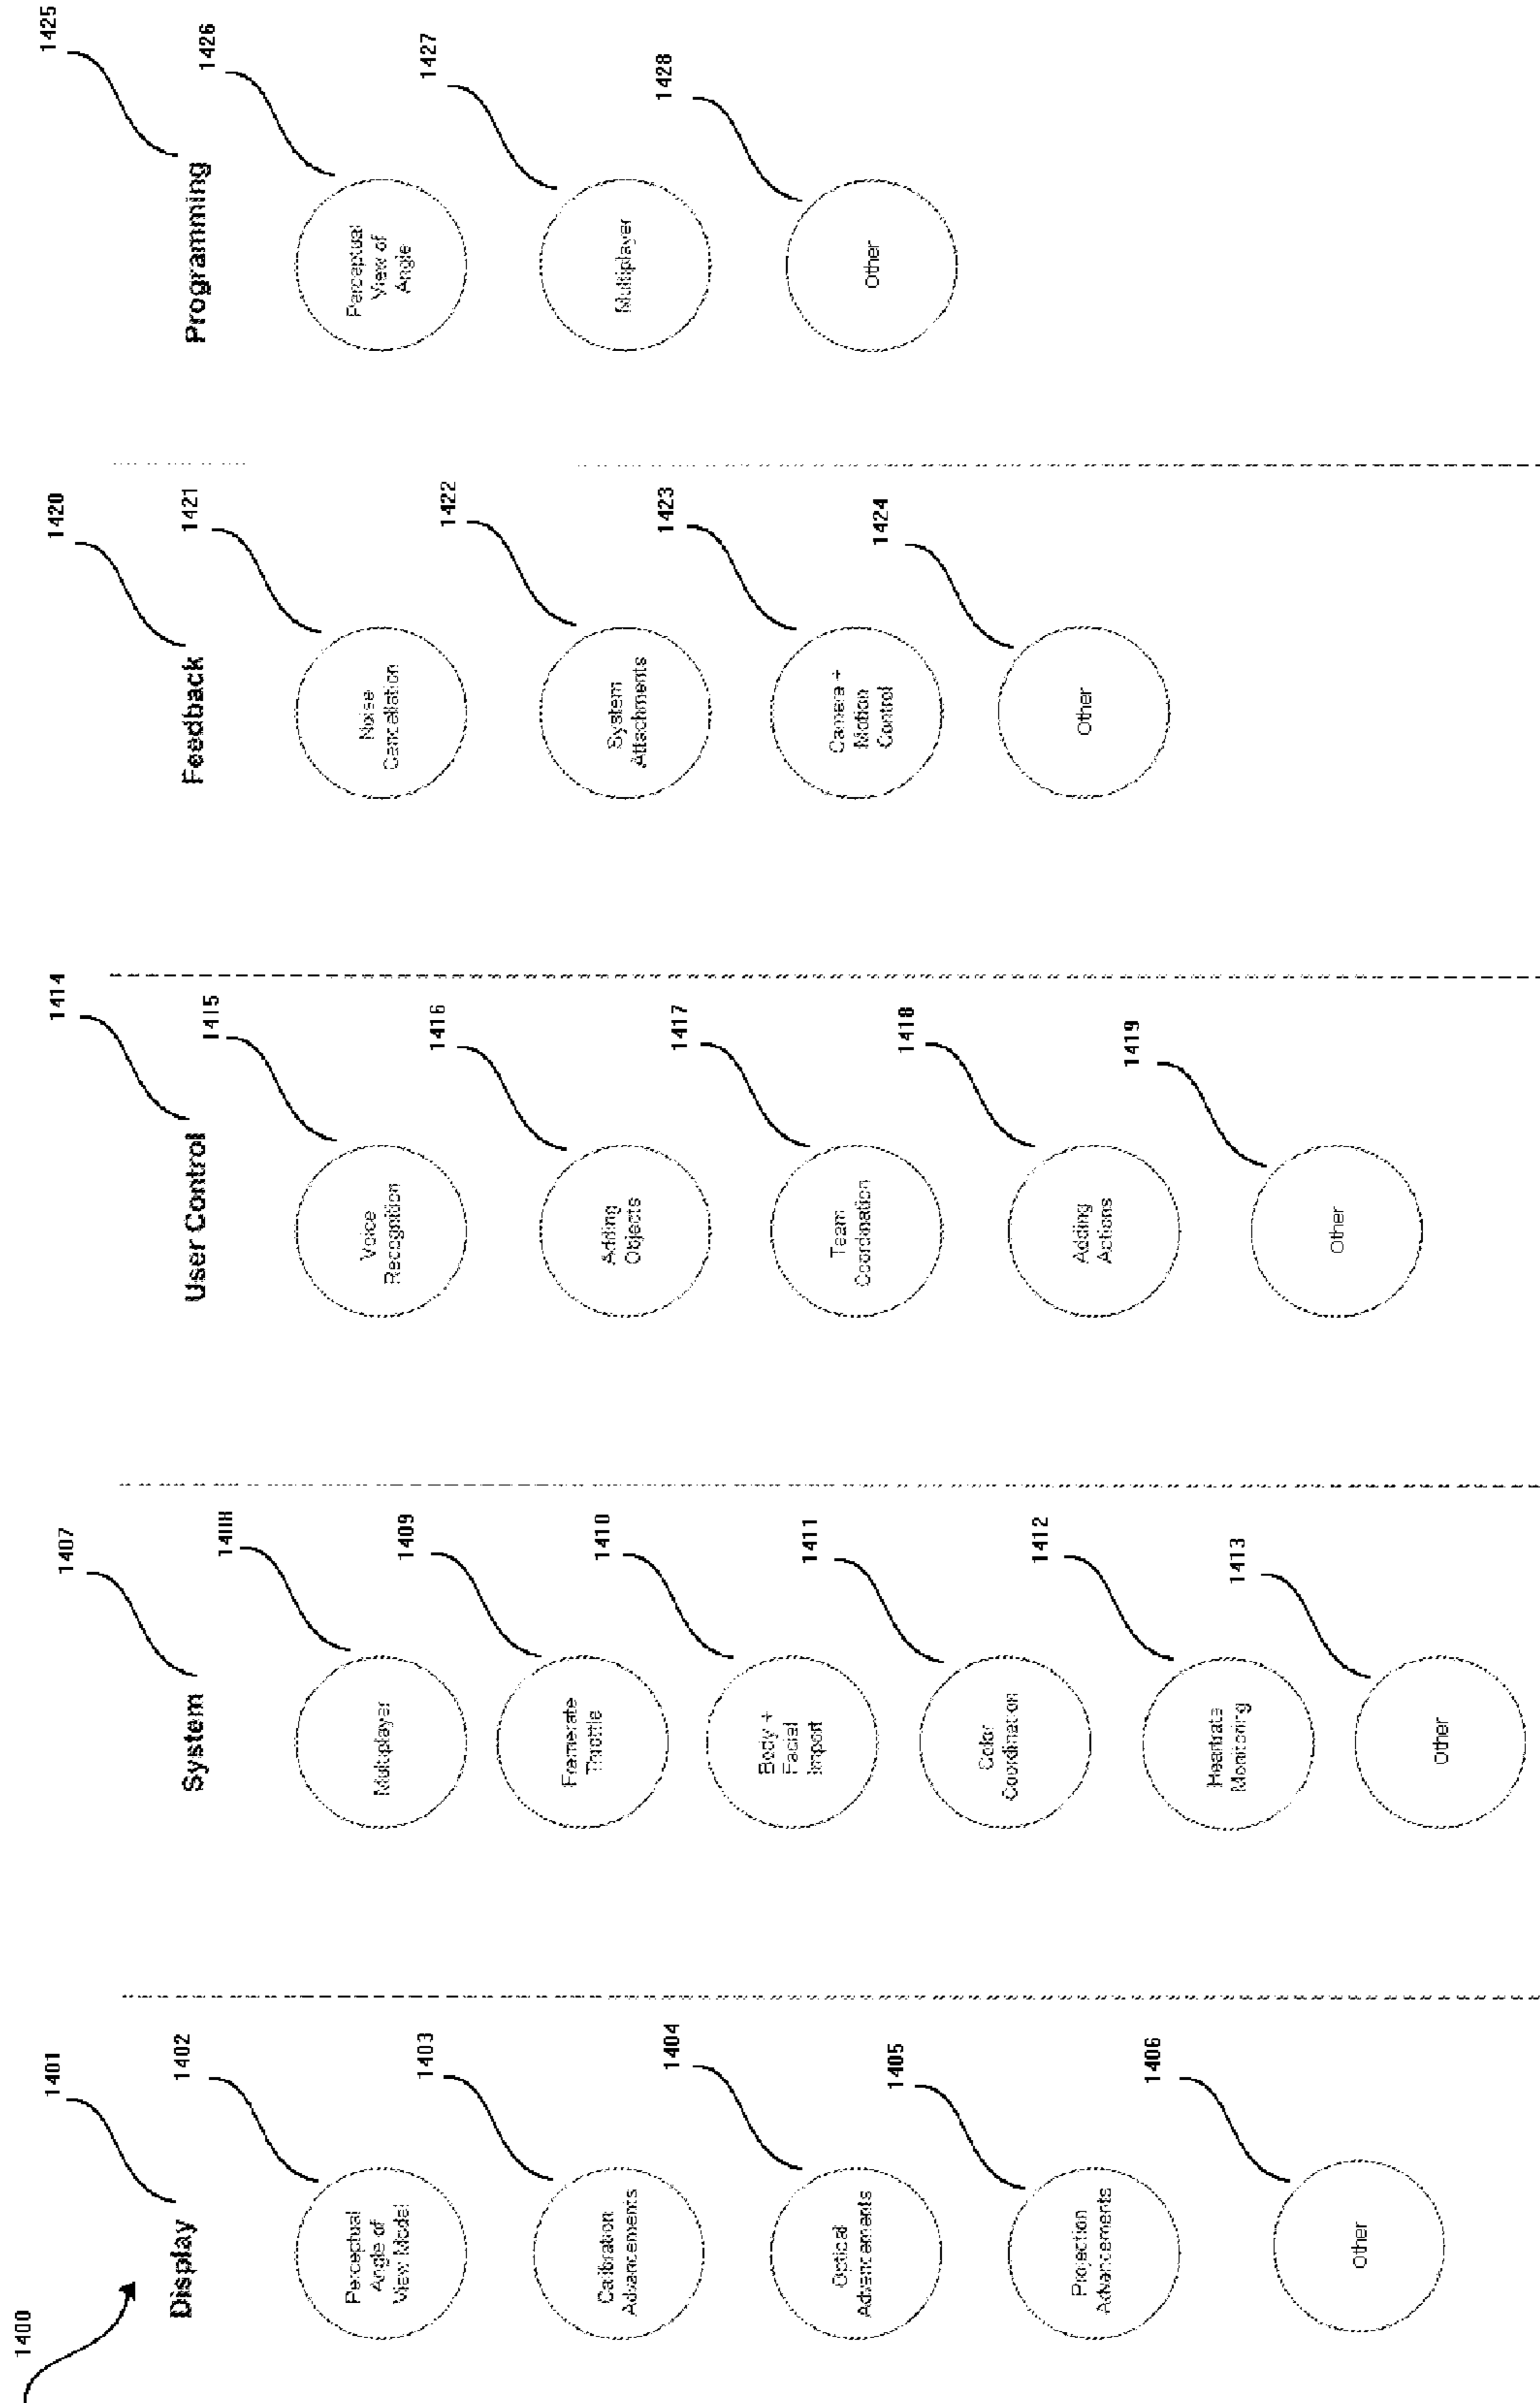 1400
1401
Display
1402
Perceptual
Angle of
View Model
1403
Calibration
Advancements
1404
Optical
Advancements
1405
Projection
Advancements
1406
Other
1407
System
1408
Multiplayer
1409
Framerate
Throttle
1410
Body +
Facial
Import
1411
Color
Coordination
1412
Heartrate
Monitoring
1413
Other
1414
User Control
1415
Voice
Recognition
1416
Adding
Objects
1417
Team
Coordination
1418
Adding
Actions
1419
Other
1420
Feedback
1421
Noise
Cancellation
1422
System
Attachments
1423
Camera +
Motion
Control
1424
Other
1425
Programming
1426
Perceptual
View of
Angle
1427
Multiplayer
1428
Other